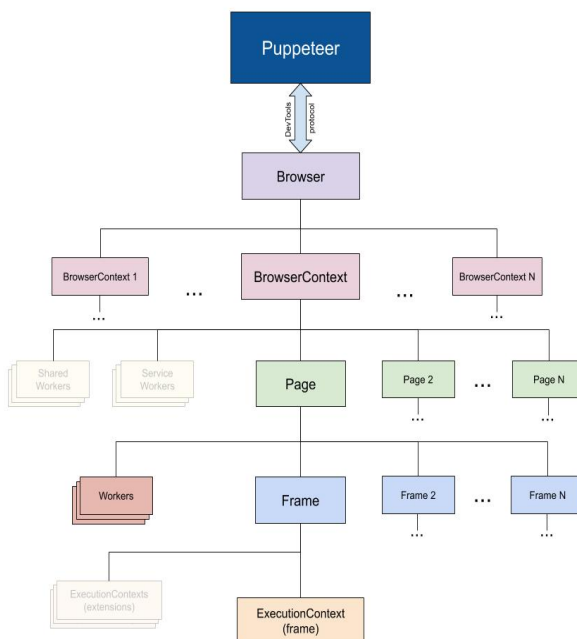 Puppeteer
DevTools
protocol
Browser
BrowserContext 1
...
BrowserContext
...
BrowserContext N
...
...
Shared
Workers
Service
Workers
Page
Page 2
...
Page N
...
...
Workers
Frame
Frame 2
...
Frame N
...
...
ExecutionContexts
(extensions)
ExecutionContext
(frame)